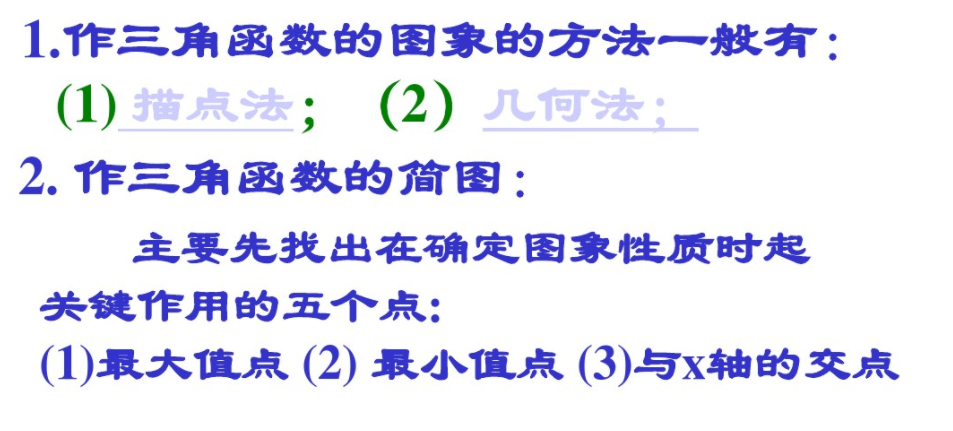 1.作三角函数的图象的方法一般有:
(1) 描点法; (2) 几何法;
2. 作三角函数的简图:
主要先找出在确定图象性质时起
关键作用的五个点:
(1)最大值点 (2) 最小值点 (3)与x轴的交点